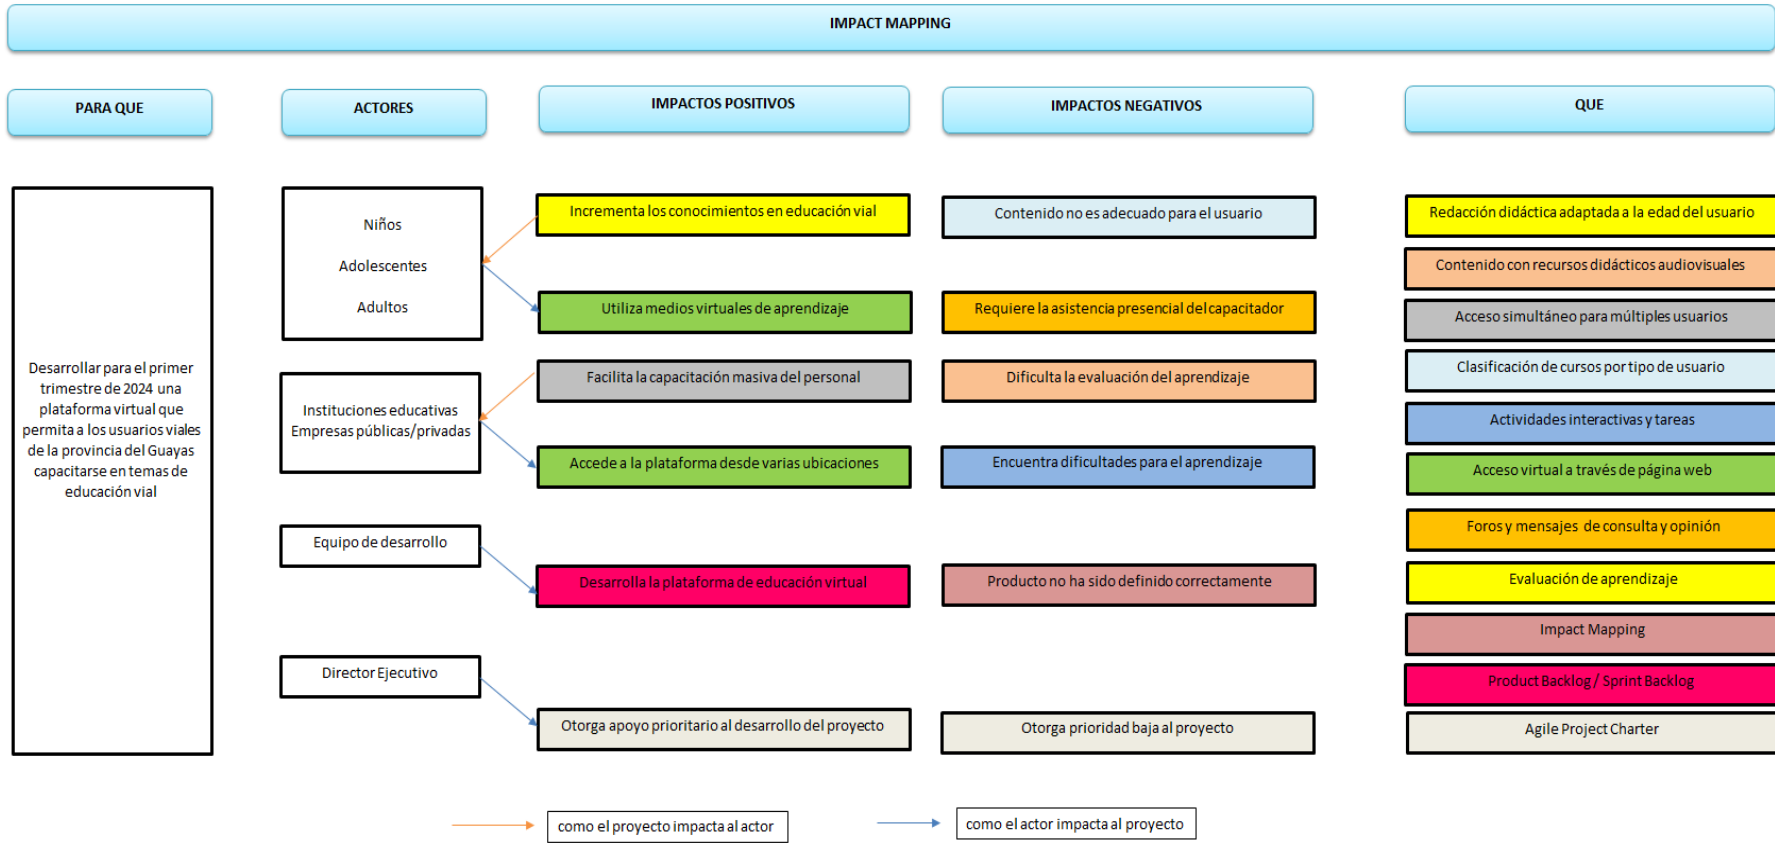 IMPACT MAPPING
PARA QUE
ACTORES
IMPACTOS POSITIVOS
IMPACTOS NEGATIVOS
QUE
Desarrollar para el primer
trimestre de 2024 una
plataforma virtual que
permita a los usuarios viales
de la provincia del Guayas
capacitarse en temas de
educación vial
Niños
Adolescentes
Adultos
Instituciones educativas
Empresas públicas/privadas
Equipo de desarrollo
Director Ejecutivo
Incrementa los conocimientos en educación vial
Utiliza medios virtuales de aprendizaje
Facilita la capacitación masiva del personal
Accede a la plataforma desde varias ubicaciones
Desarrolla la plataforma de educación virtual
Otorga apoyo prioritario al desarrollo del proyecto
Contenido no es adecuado para el usuario
Requiere la asistencia presencial del capacitador
Dificulta la evaluación del aprendizaje
Encuentra dificultades para el aprendizaje
Producto no ha sido definido correctamente
Otorga prioridad baja al proyecto
Redacción didáctica adaptada a la edad del usuario
Contenido con recursos didácticos audiovisuales
Acceso simultáneo para múltiples usuarios
Clasificación de cursos por tipo de usuario
Actividades interactivas y tareas
Acceso virtual a través de página web
Foros y mensajes de consulta y opinión
Evaluación de aprendizaje
Impact Mapping
Product Backlog / Sprint Backlog
Agile Project Charter
como el proyecto impacta al actor
como el actor impacta al proyecto